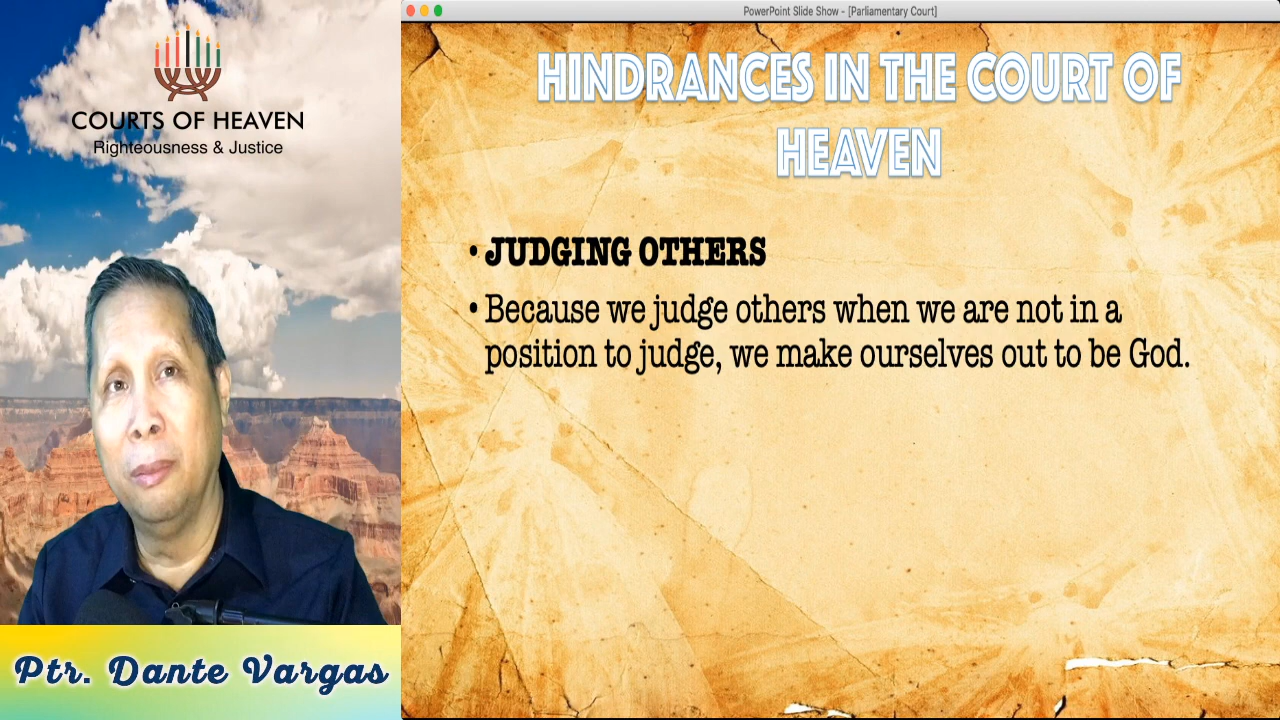 COURTS OF HEAVEN
Righteousness & Justice
Ptr. Dante Vargas
PowerPoint Slide Show - [Parliamentary Court]
HINDRANCES IN THE COURT OF
HEAVEN
• JUDGING OTHERS
• Because we judge others when we are not in a
position to judge, we make ourselves out to be God.